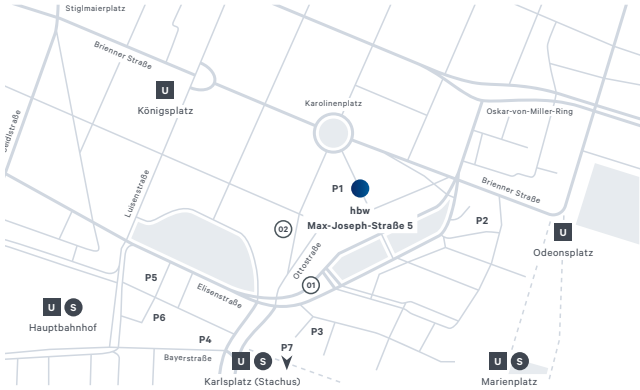 Stiglmaierplatz
Brienner Straße
U
Königsplatz
Karolinenplatz
Oskar-von-Miller-Ring
Luisenstraße
P1
hbw
Max-Joseph-Straße 5
Brienner Straße
P2
U
Odeonsplatz
02
Ottostraße
01
P5
Elisenstraße
P6
U S
Hauptbahnhof
P4
P3
P7
Bayerstraße
U S
Karlsplatz (Stachus)
U S
Marienplatz